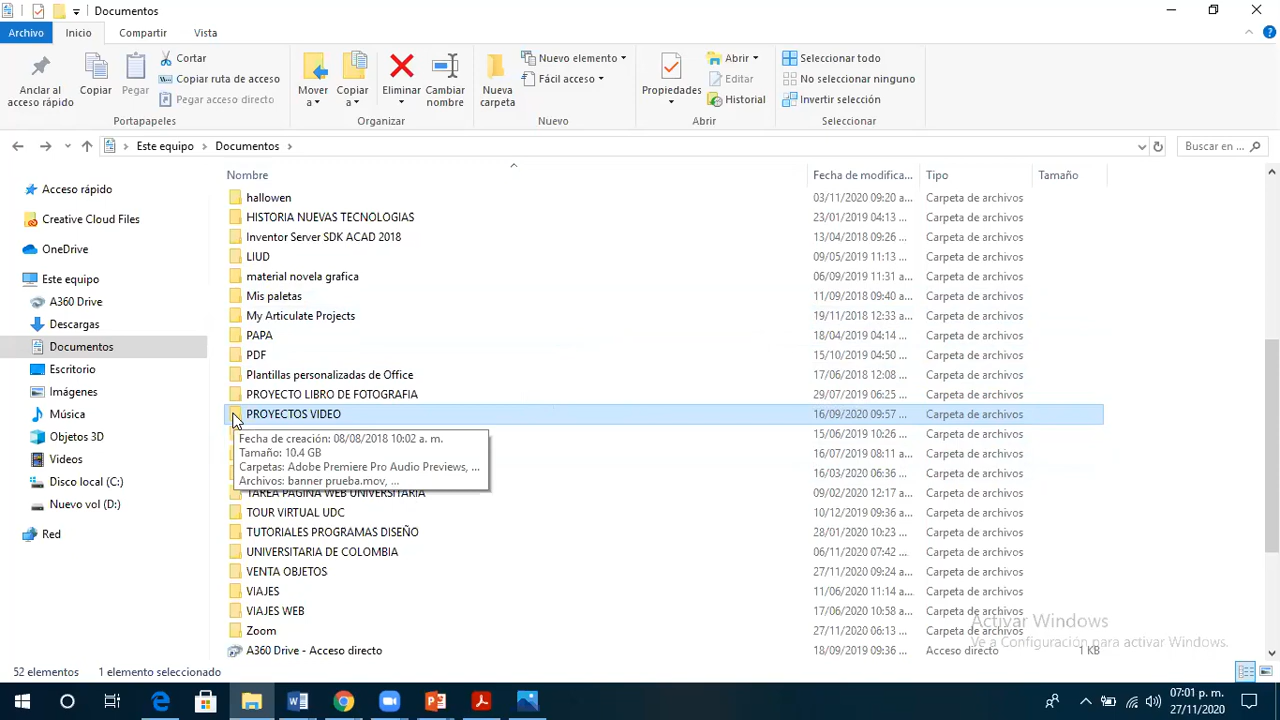 Documentos
Archivo Inicio Compartir Vista
Anclar al acceso rápido Copiar Pegar Cortar Copiar ruta de acceso Pegar acceso directo
Portapapeles
Mover a Copiar a Eliminar Cambiar nombre
Organizar
Nueva carpeta Nuevo elemento Fácil acceso
Nuevo
Propiedades Abrir Editar Historial
Abrir
Seleccionar todo
No seleccionar ninguno
Invertir selección
Seleccionar
Este equipo > Documentos > Buscar en ...
Acceso rápido
Creative Cloud Files
OneDrive
Este equipo
A360 Drive
Descargas
Documentos
Escritorio
Imágenes
Música
Objetos 3D
Videos
Disco local (C:)
Nuevo vol (D:)
Red
Nombre Fecha de modifica... Tipo Tamaño
hallowen 03/11/2020 09:20 a... Carpeta de archivos
HISTORIA NUEVAS TECNOLOGIAS 23/01/2019 04:13 ... Carpeta de archivos
Inventor Server SDK ACAD 2018 13/04/2018 09:26 ... Carpeta de archivos
LIUD 09/05/2019 11:13 ... Carpeta de archivos
material novela grafica 06/09/2019 11:31 a... Carpeta de archivos
Mis paletas 11/09/2018 09:40 a... Carpeta de archivos
My Articulate Projects 19/11/2018 12:33 a... Carpeta de archivos
PAPA 18/04/2019 04:14 ... Carpeta de archivos
PDF 15/10/2019 04:50 ... Carpeta de archivos
Plantillas personalizadas de Office 17/06/2018 12:08 ... Carpeta de archivos
PROYECTO LIBRO DE FOTOGRAFIA 29/07/2019 06:25 ... Carpeta de archivos
PROYECTOS VIDEO 16/09/2020 09:57 ... Carpeta de archivos
15/06/2019 10:26 ... Carpeta de archivos
16/07/2019 08:11 ... Carpeta de archivos
16/03/2020 06:36 ... Carpeta de archivos
Fecha de creación: 08/08/2018 10:02 a. m.
Tamaño: 10.4 GB
Carpetas: Adobe Premiere Pro Audio Previews, ...
Archivos: banner prueba.mov, ...
TAREA PAGINA WEB UNIVERSITARIA 09/02/2020 12:17 ... Carpeta de archivos
TOUR VIRTUAL UDC 10/12/2019 09:36 a... Carpeta de archivos
TUTORIALES PROGRAMAS DISEÑO 28/01/2020 10:23 ... Carpeta de archivos
UNIVERSITARIA DE COLOMBIA 06/11/2020 07:42 ... Carpeta de archivos
VENTA OBJETOS 27/11/2020 09:24 a... Carpeta de archivos
VIAJES 11/06/2020 11:14 a... Carpeta de archivos
VIAJES WEB 17/06/2020 10:58 a... Carpeta de archivos
Zoom 27/11/2020 06:13 ... Carpeta de archivos
A360 Drive - Acceso directo 18/09/2019 09:36 a... Acceso directo 1 KB
Activar Windows
Ve a Configuración para activar Windows.
52 elementos 1 elemento seleccionado
07:01 p. m.
27/11/2020